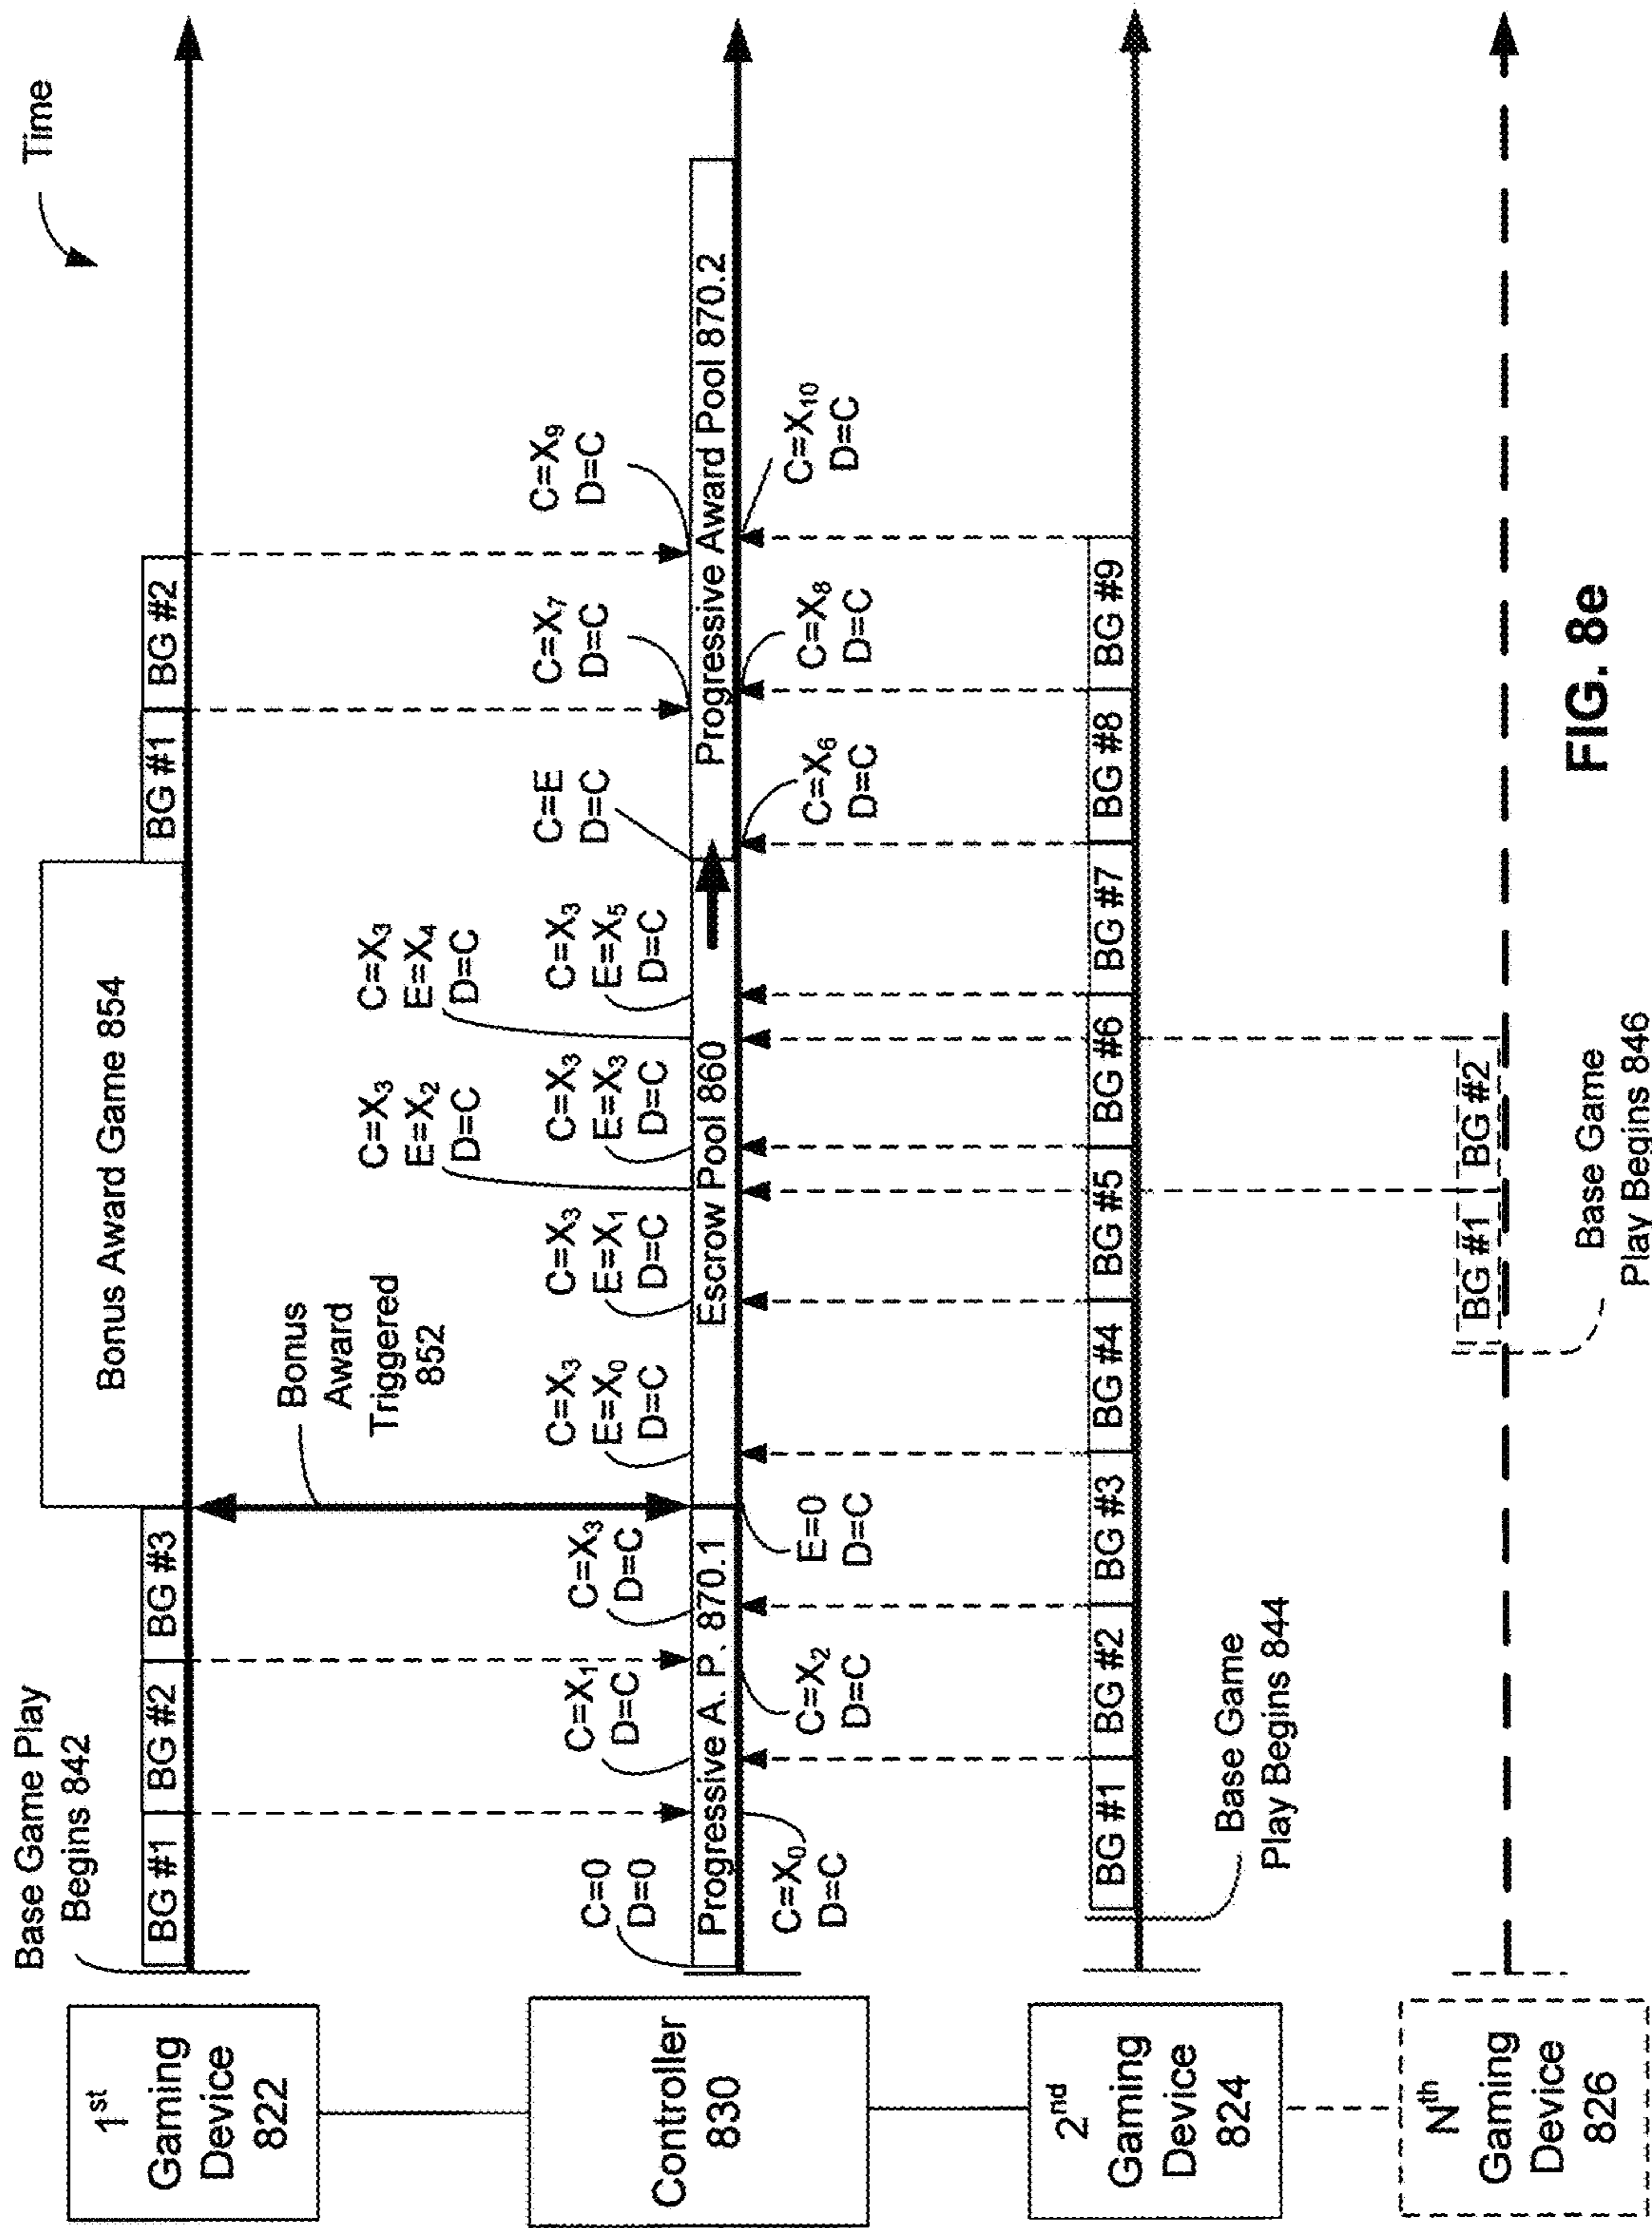 Time
Base Game Play
Begins 842
1st
Gaming
Device
822
BG #1
BG #2
BG #3
Bonus Award Game 854
BG #1
BG #2
Bonus
Award
Triggered
852
C=X3
E=X2
D=C
C=X3
E=X4
D=C
C=0
D=0
C=X1
D=C
C=X3
D=C
C=X3
E=X0
D=C
C=X3
E=X1
D=C
C=X3
E=X3
D=C
C=X3
E=X5
D=C
C=E
D=C
C=X7
D=C
C=X9
D=C
Controller
830
Progressive A. P. 870.1
Escrow Pool 860
Progressive Award Pool 870.2
C=X0
D=C
C=X2
D=C
E=0
D=C
C=X6
D=C
C=X8
D=C
C=X10
D=C
2nd
Gaming
Device
824
BG #1
BG #2
BG #3
BG #4
BG #5
BG #6
BG #7
BG #8
BG #9
Base Game
Play Begins 844
Nth
Gaming
Device
826
BG #1
BG #2
Base Game
Play Begins 846
FIG. 8e